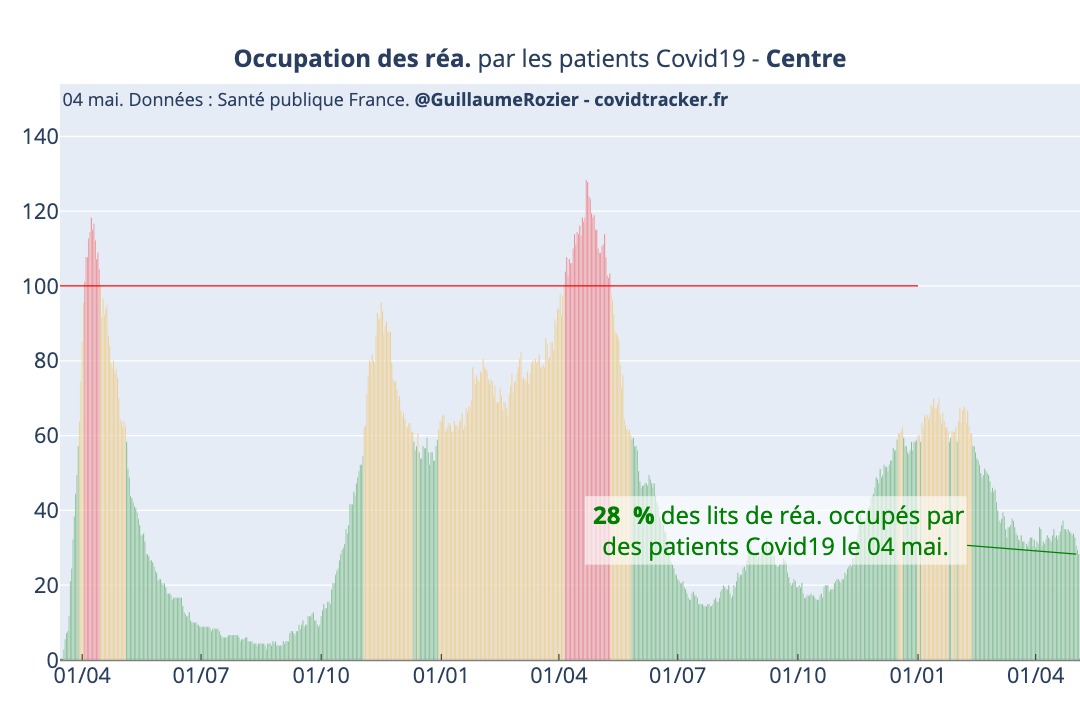 Occupation des réa. par les patients Covid19 - Centre
04 mai. Données : Santé publique France. @GuillaumeRozier - covidtracker.fr
140
120
100
80
60
40
20
0
28 % des lits de réa. occupés par
des patients Covid19 le 04 mai.
01/04 01/07 01/10 01/01 01/04 01/07 01/10 01/01 01/04